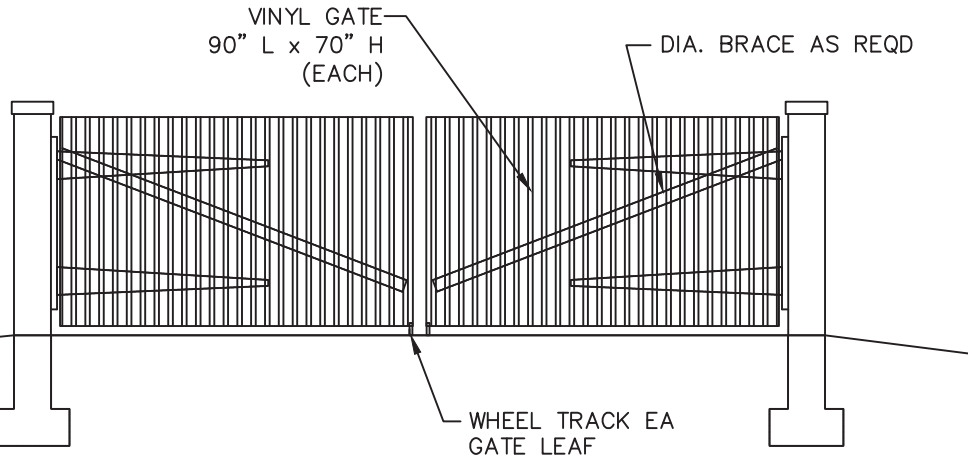 VINYL GATE
90” L x 70” H
(EACH)
DIA. BRACE AS REQD
WHEEL TRACK EA
GATE LEAF